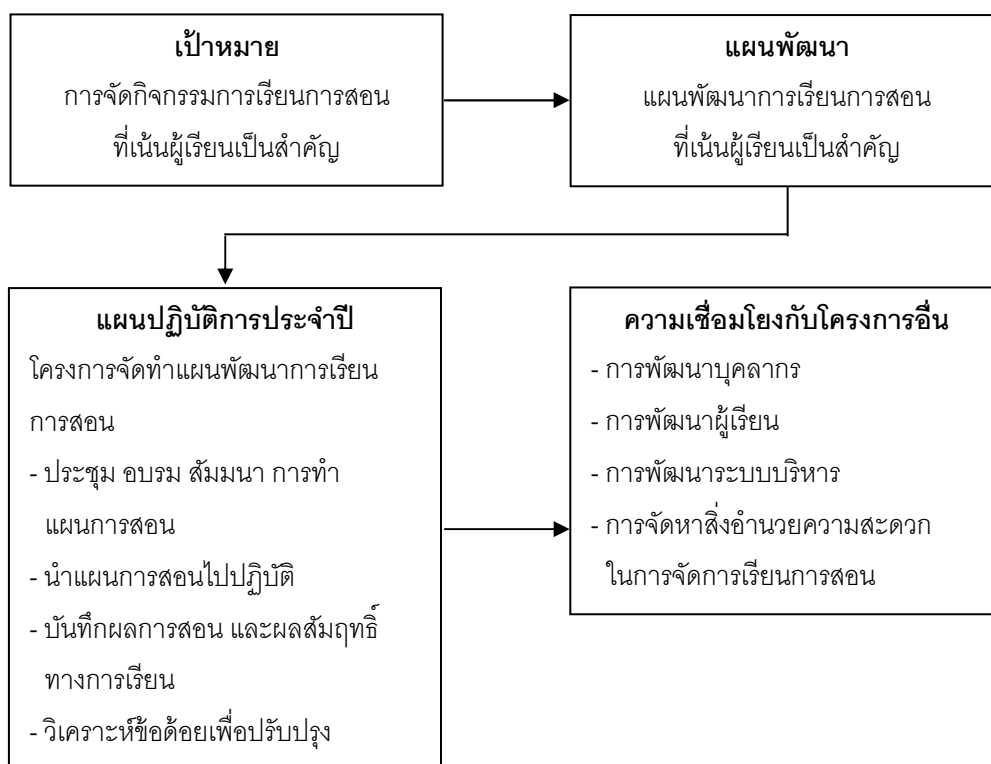 เป้าหมาย
การจัดกิจกรรมการเรียนการสอน
ที่เน้นผู้เรียนเป็นสำคัญ
แผนพัฒนา
แผนพัฒนาการเรียนการสอน
ที่เน้นผู้เรียนเป็นสำคัญ
แผนปฏิบัติการประจำปี
โครงการจัดทำแผนพัฒนาการเรียน
การสอน
- ประชุม อบรม สัมมนา การทำ
แผนการสอน
- นำแผนการสอนไปปฏิบัติ
- บันทึกผลการสอน และผลสัมฤทธิ์
ทางการเรียน
- วิเคราะห์ข้อด้อยเพื่อปรับปรุง
ความเชื่อมโยงกับโครงการอื่น
- การพัฒนาบุคลากร
- การพัฒนาผู้เรียน
- การพัฒนาระบบบริหาร
- การจัดหาสิ่งอำนวยความสะดวก
ในการจัดการเรียนการสอน